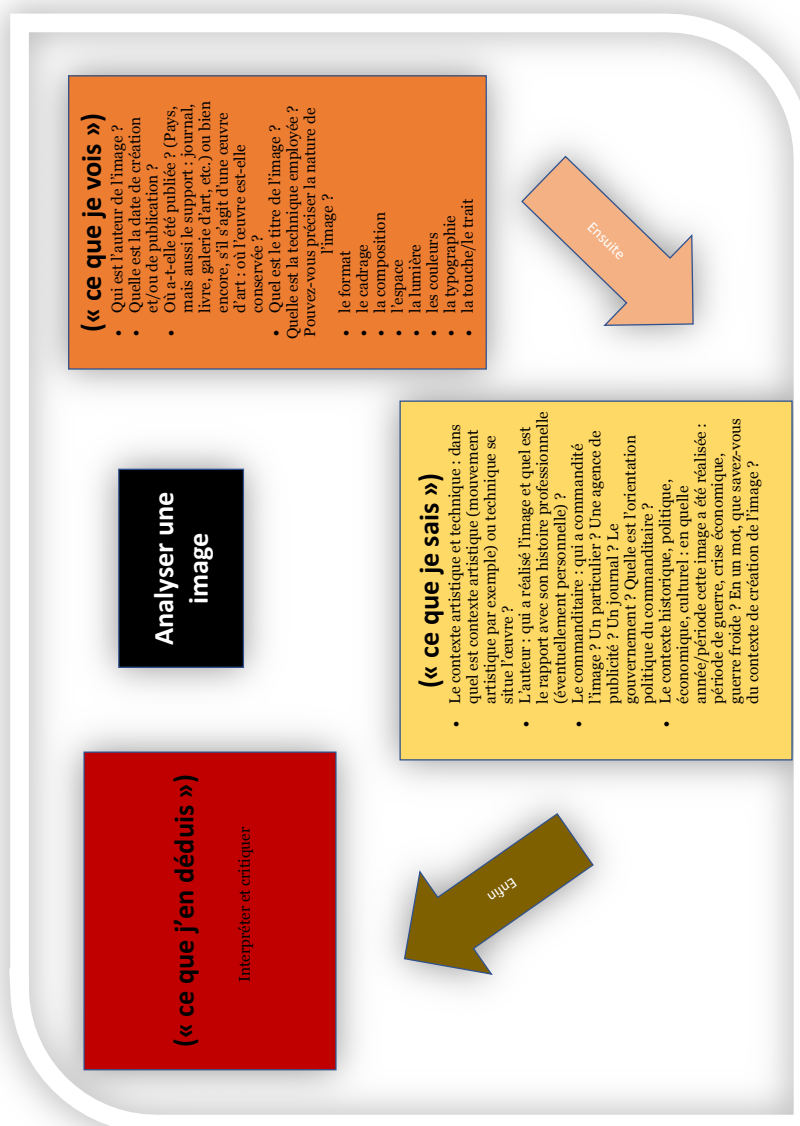 Analyser une
image
(« ce que je vois »)
• Qui est l'auteur de l'image ?
• Quelle est la date de création
et/ou de publication ?
• Où a-t-elle été publiée ? (Pays,
mais aussi le support : journal,
livre, galerie d'art, etc.) ou bien
encore, s'il s'agit d'une œuvre
d'art : où l'œuvre est-elle
conservée ?
• Quel est le titre de l'image ?
Quelle est la technique employée ?
Pouvez-vous préciser la nature de
l'image ?
• le format
• le cadrage
• la composition
• l'espace
• la lumière
• les couleurs
• la typographie
• la touche/le trait
Ensuite
(« ce que je sais »)
• Le contexte artistique et technique : dans
quel est contexte artistique (mouvement
artistique par exemple) ou technique se
situe l'œuvre ?
• L'auteur : qui a réalisé l'image et quel est
le rapport avec son histoire professionnelle
(éventuellement personnelle) ?
• Le commanditaire : qui a commandité
l'image ? Un particulier ? Une agence de
publicité ? Un journal ? Le
gouvernement ? Quelle est l'orientation
politique du commanditaire ?
• Le contexte historique, politique,
économique, culturel : en quelle
année/période cette image a été réalisée :
période de guerre, crise économique,
guerre froide ? En un mot, que savez-vous
du contexte de création de l'image ?
Enfin
(« ce que j'en déduis »)
Interpréter et critiquer